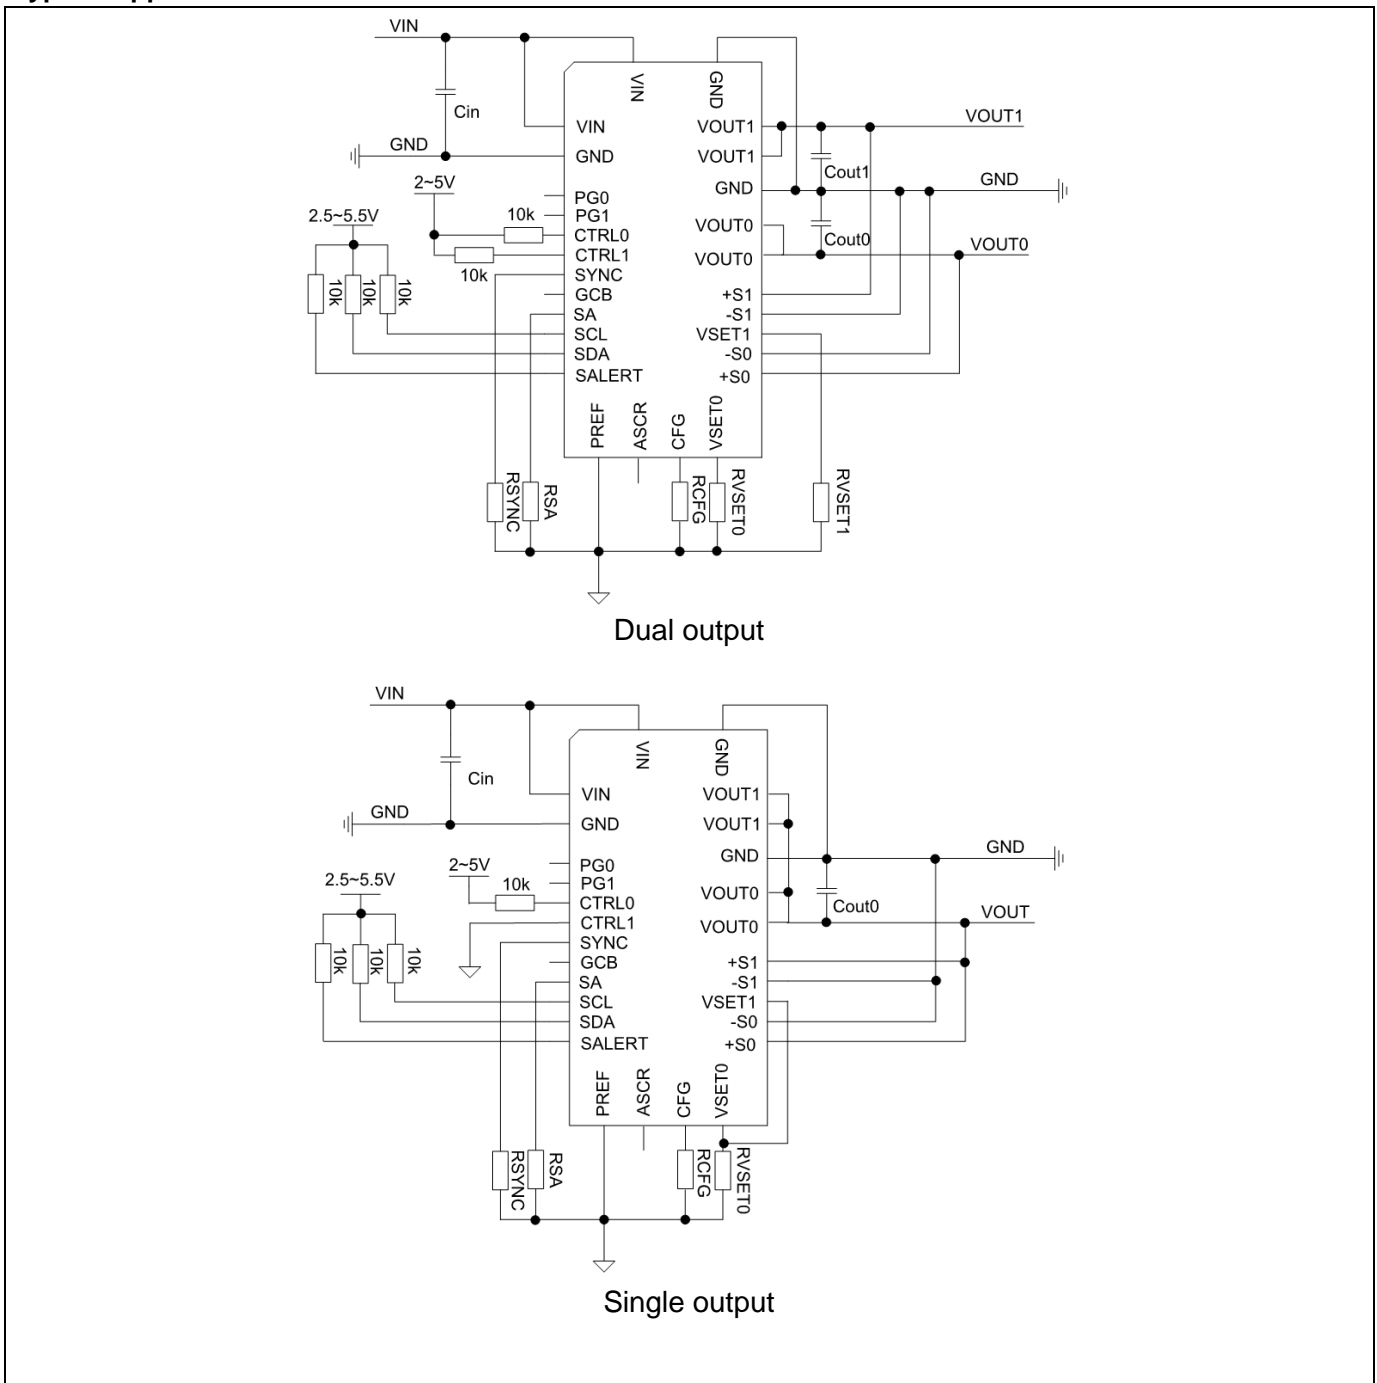 VIN
VIN
GND
Cin
VIN
VOUT1
VOUT1
GND
GND
VOUT1
2~5V
GND
GND
Cout1
PG0
2.5~5.5V
10k
PG1
VOUT0
CTRL0
Cout0
VOUT0
CTRL1
VOUT0
10k
SYNC
10k
10k
10k
GCB
+S1
SA
-S1
SCL
VSET1
SDA
-S0
SALERT
+S0
PREF
ASCR
CFG
VSET0
RSYNC
RSA
RCFG
RVSET0
RVSET1
Dual output
VIN
VIN
GND
Cin
VIN
VOUT1
GND
GND
VOUT1
GND
GND
2~5V
PG0
2.5~5.5V
10k
PG1
VOUT0
CTRL0
Cout0
VOUT
CTRL1
VOUT0
SYNC
10k
10k
10k
GCB
+S1
SA
-S1
SCL
VSET1
SDA
-S0
SALERT
+S0
PREF
ASCR
CFG
VSET0
RSYNC
RSA
RCFG
RVSET0
Single output